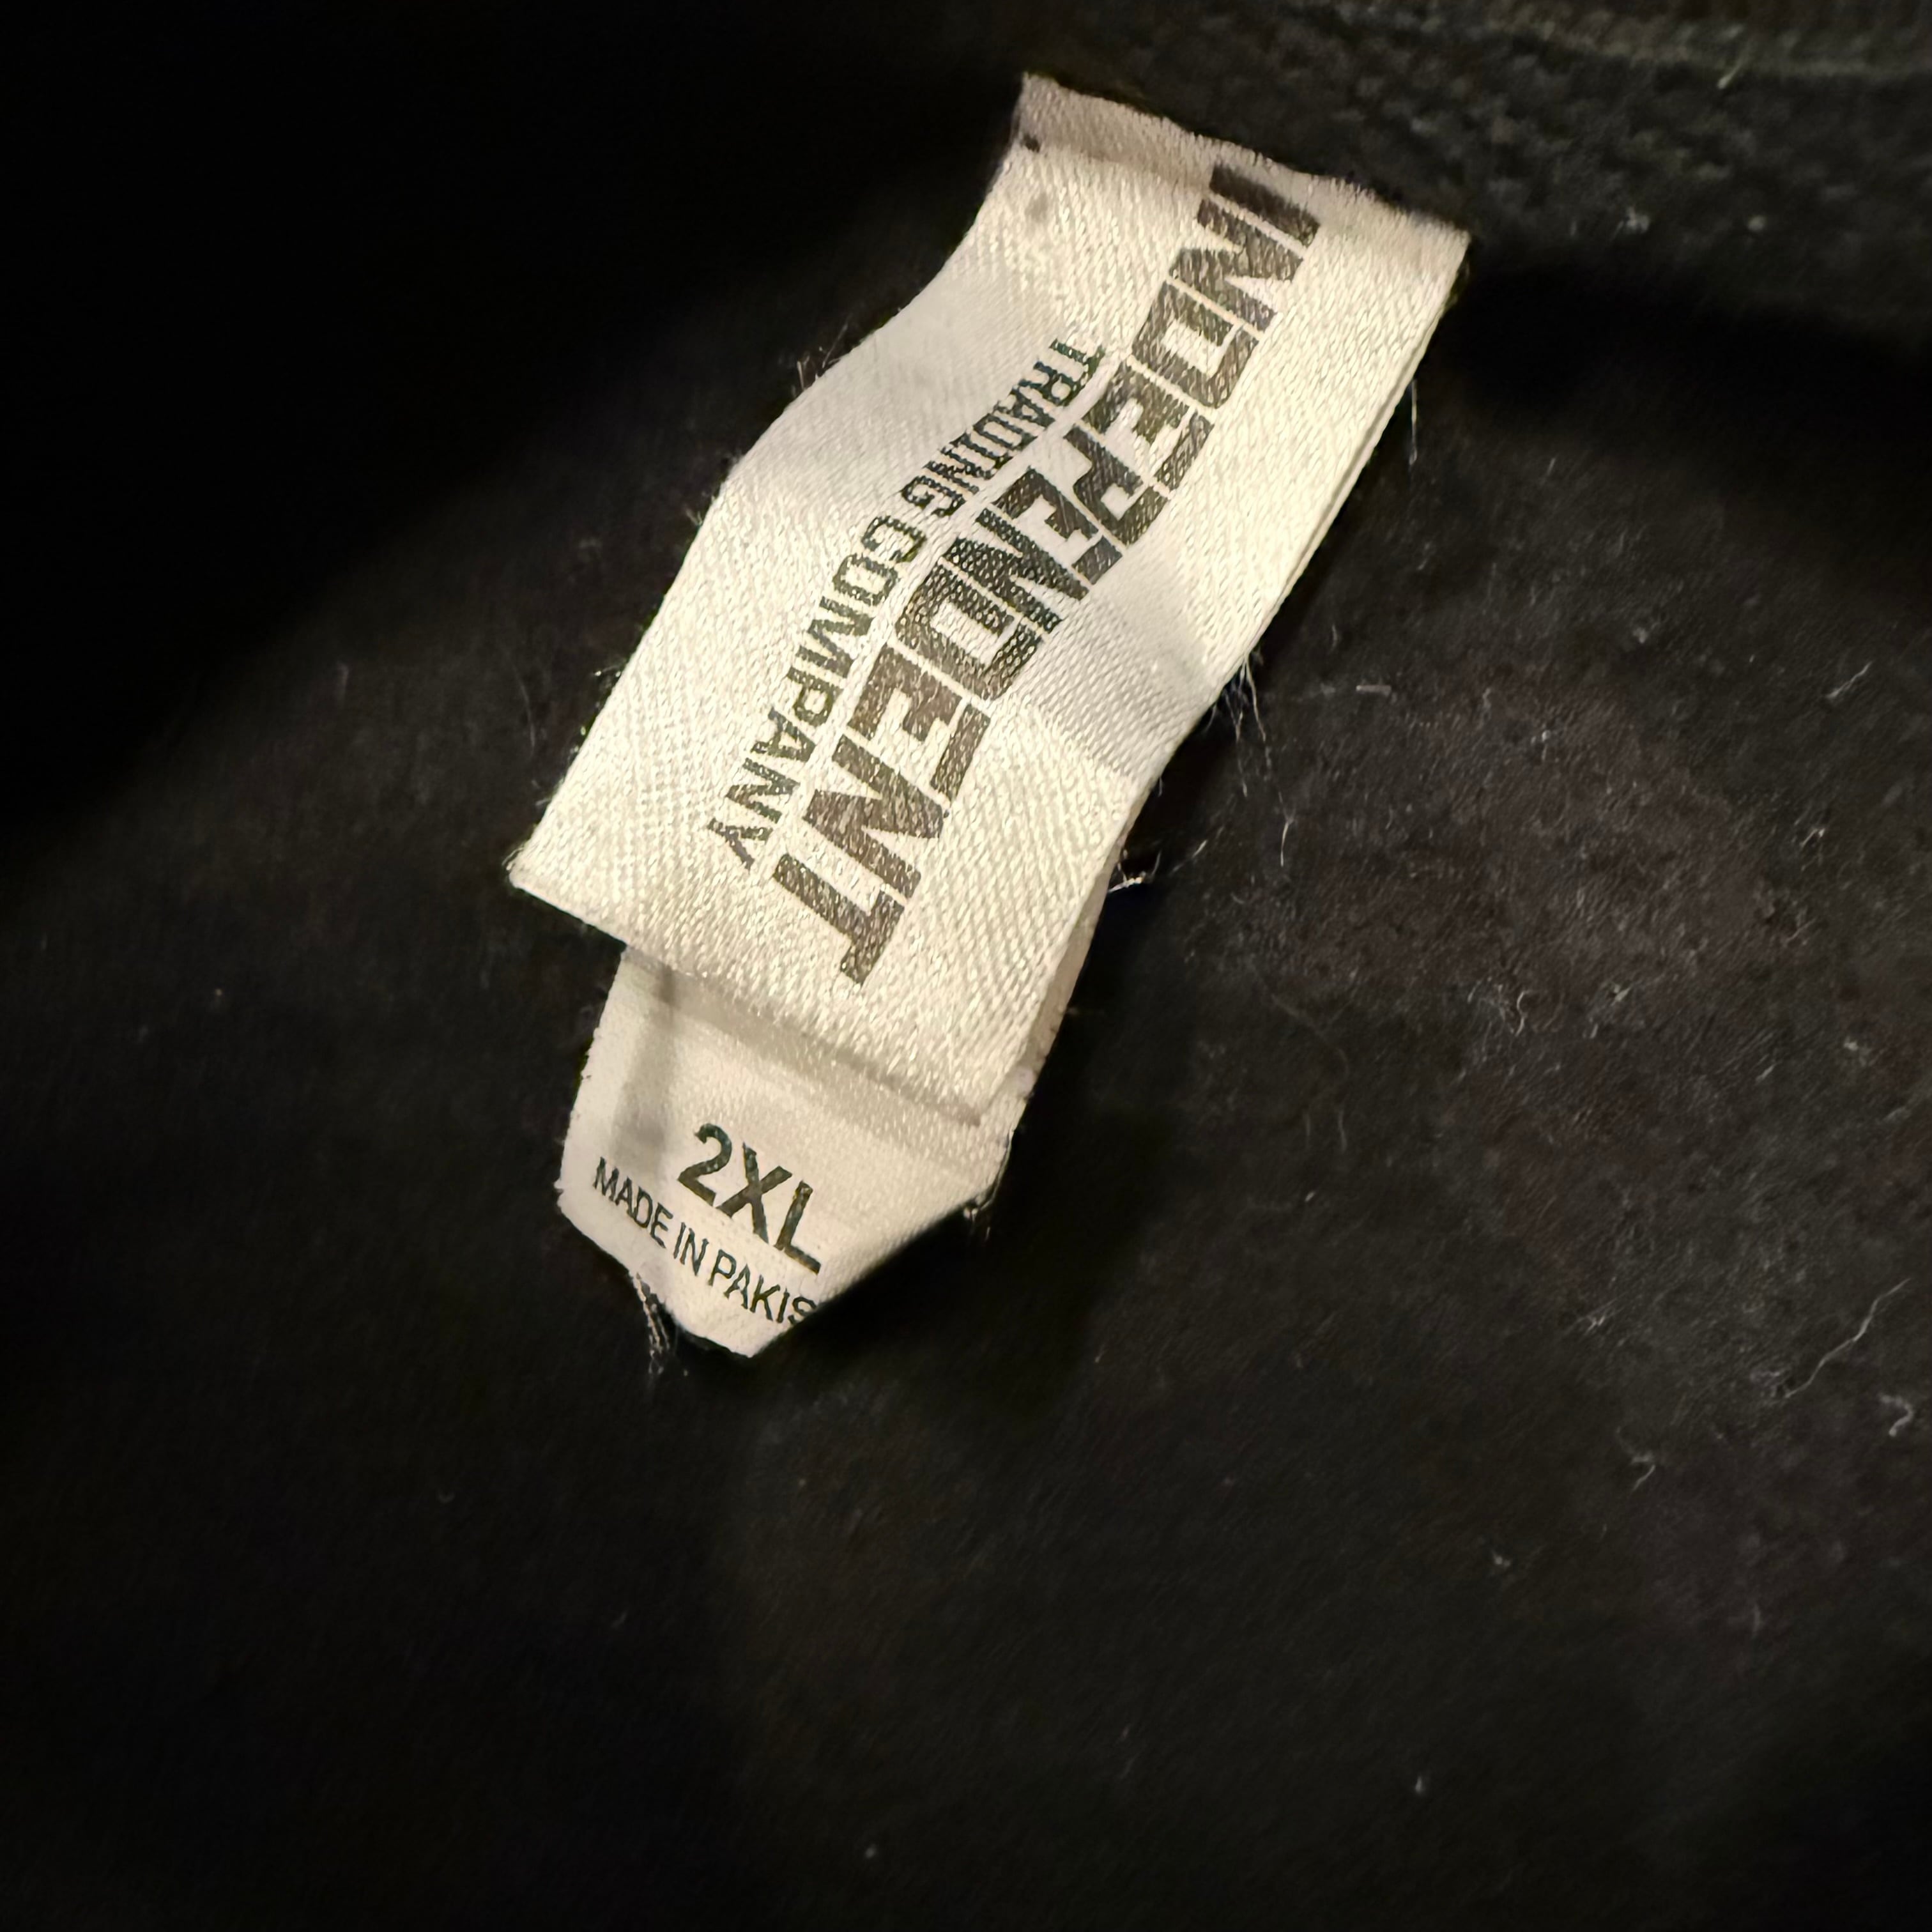 INDEPENDENT
TRADING COMPANY
2XL
MADE IN PAKIS